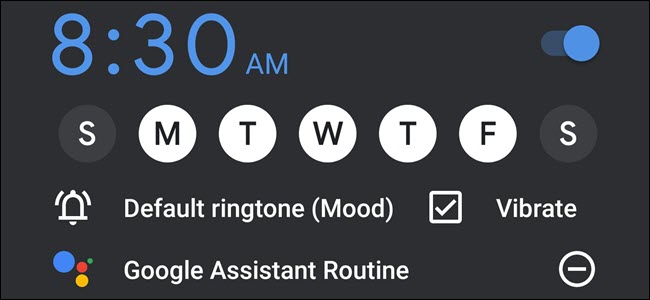 8:30 AM
S M T W T F S
Default ringtone (Mood) Vibrate
Google Assistant Routine